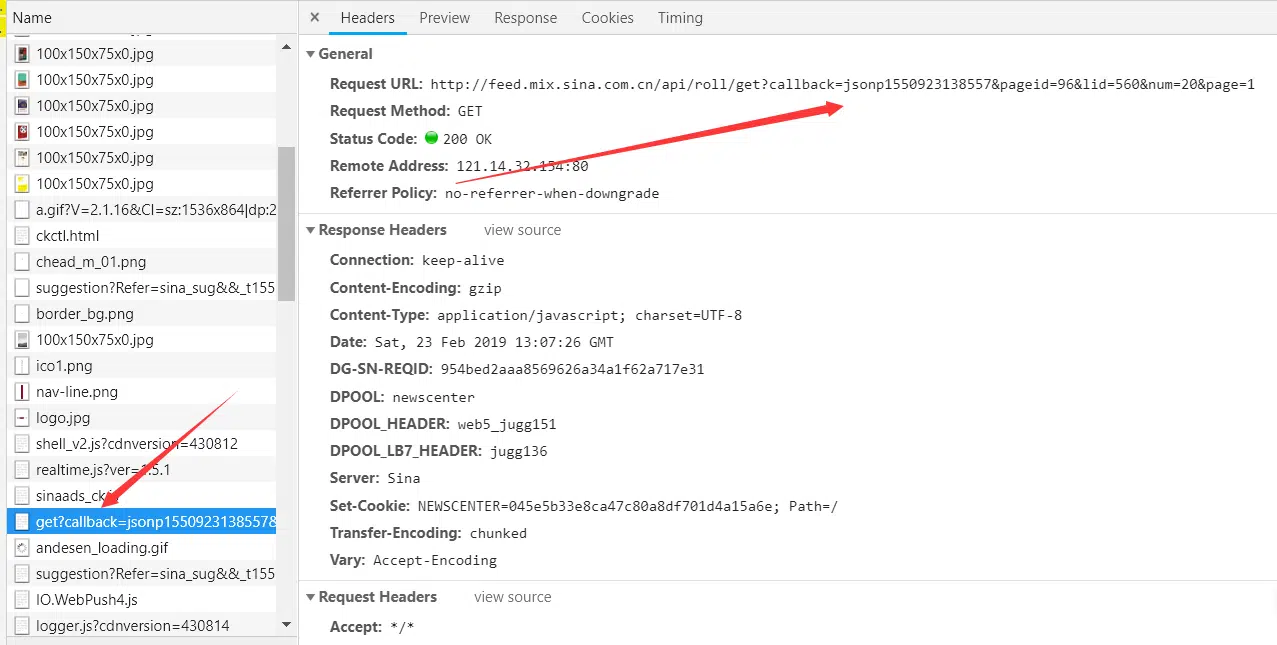 Name
100x150x75x0.jpg
100x150x75x0.jpg
100x150x75x0.jpg
100x150x75x0.jpg
100x150x75x0.jpg
100x150x75x0.jpg
a.gif?V=2.1.16&CI=sz:1536x864|dp:2
ckctl.html
chead_m_01.png
suggestion?Refer=sina_sug&&_t155
border_bg.png
100x150x75x0.jpg
ico1.png
nav-line.png
logo.jpg
shell_v2.js?cdnversion=430812
realtime.js?ver=1.5.1
sinaads_ck.js
get?callback=jsonp1550923138557&
andesen_loading.gif
suggestion?Refer=sina_sug&&_t155
IO.WebPush4.js
logger.js?cdnversion=430814
× Headers Preview Response Cookies Timing
General
Request URL: http://feed.mix.sina.com.cn/api/roll/get?callback=jsonp1550923138557&pageid=96&lid=560&num=20&page=1
Request Method: GET
Status Code: 200 OK
Remote Address: 121.14.32.154:80
Referrer Policy: no-referrer-when-downgrade
Response Headers view source
Connection: keep-alive
Content-Encoding: gzip
Content-Type: application/javascript; charset=UTF-8
Date: Sat, 23 Feb 2019 13:07:26 GMT
DG-SN-REQID: 954bed2aaa8569626a34a1f62a717e31
DPOOL: newscenter
DPOOL_HEADER: web5_jugg151
DPOOL_LB7_HEADER: jugg136
Server: Sina
Set-Cookie: NEWSCENTER=045e5b33e8ca47c80a8df701d4a15a6e; Path=/
Transfer-Encoding: chunked
Vary: Accept-Encoding
Request Headers view source
Accept: */*